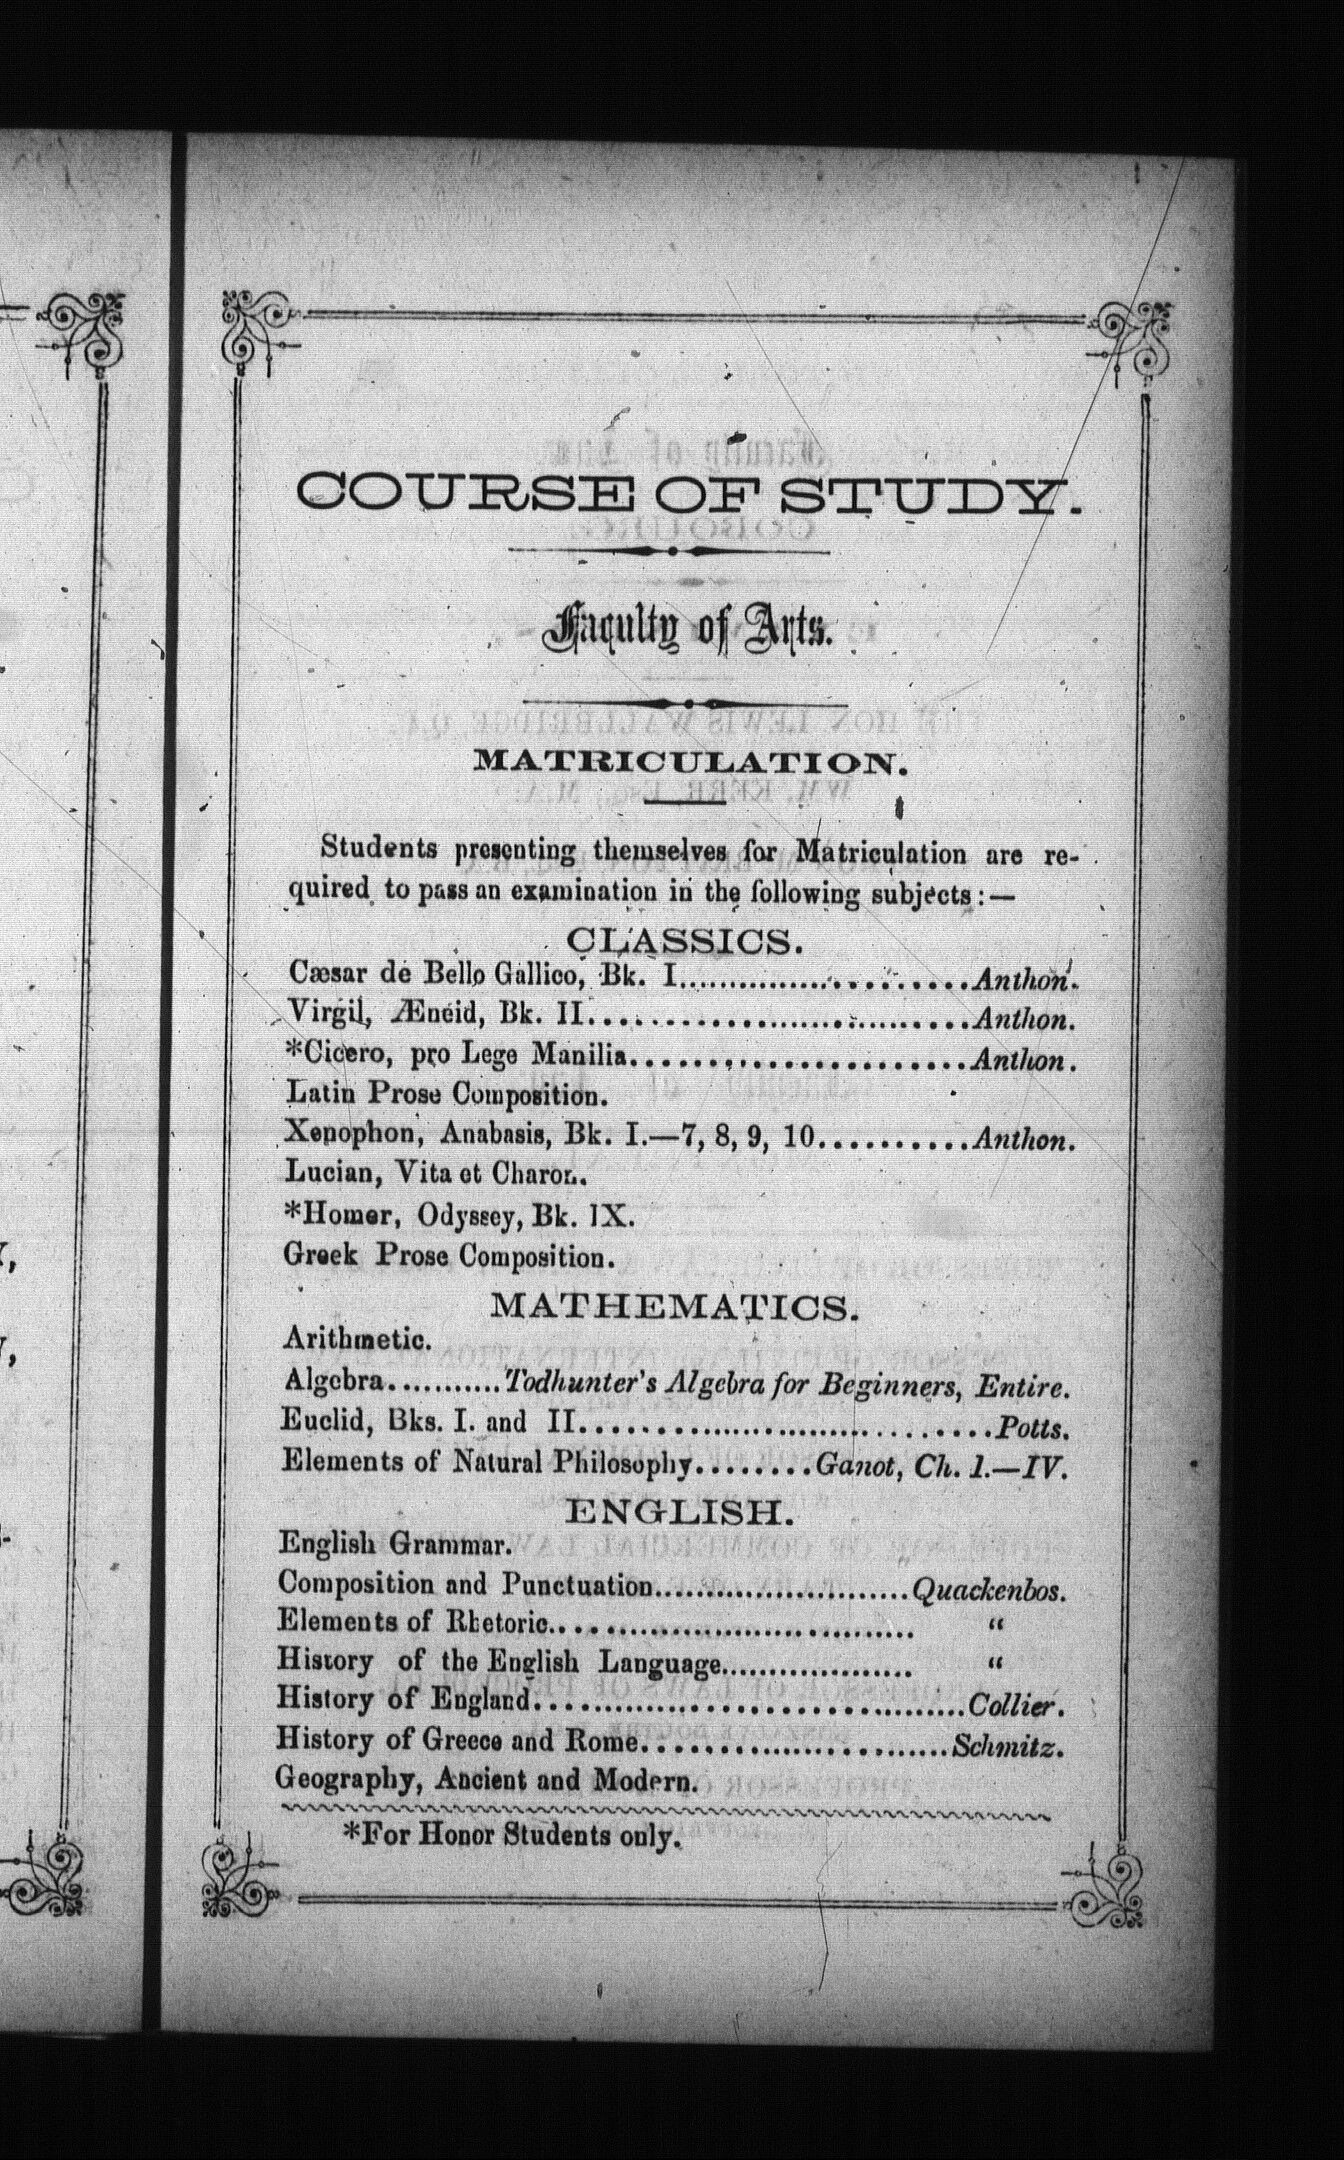 COURSE OF STUDY.
Faculty of Arts.
MATRICULATION.
Students presenting themselves for Matriculation are re-
quired to pass an examination in the following subjects:—
CLASSICS.
Cæsar de Bello Gallico, Bk. I..........................Anthon.
Virgil, Æneid, Bk. II..............................Anthon.
*Cicero, pro Lege Manilia......................Anthon.
Latin Prose Composition.
Xenophon, Anabasis, Bk. I.—7, 8, 9, 10..........Anthon.
Lucian, Vita et Charon.
*Homer, Odyssey, Bk. IX.
Greek Prose Composition.
MATHEMATICS.
Arithmetic.
Algebra...........Todhunter's Algebra for Beginners, Entire.
Euclid, Bks. I. and II..................................Potts.
Elements of Natural Philosophy........Ganot, Ch. I.—IV.
ENGLISH.
English Grammar.
Composition and Punctuation.........................Quackenbos.
Elements of Rhetoric.................................. “
History of the English Language................... “
History of England.....................................Collier.
History of Greece and Rome..........................Schmitz.
Geography, Ancient and Modern.
*For Honor Students only.